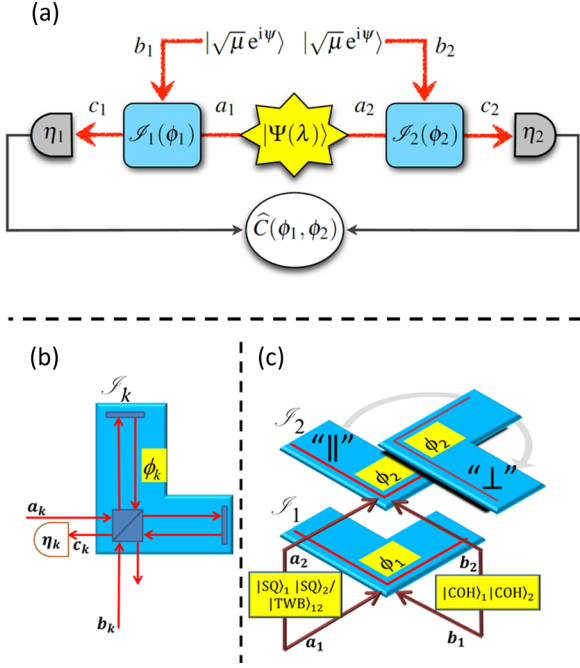 (a)
b₁ |√μ e^{iψ}⟩ |√μ e^{iψ}⟩ b₂
η₁ c₁ ℐ₁(ϕ₁) a₁ |Ψ(λ)⟩ a₂ ℐ₂(ϕ₂) c₂ η₂
Ĉ(ϕ₁, ϕ₂)
(b)
ℐₖ
ϕₖ
aₖ
ηₖ cₖ
bₖ
(c)
ℐ₂ “∥” ϕ₂ ϕ₂ “⊥”
ℐ₁
ϕ₁
a₂ b₂
|SQ⟩₁ |SQ⟩₂/
|TWB⟩₁₂
|COH⟩₁|COH⟩₂
a₁ b₁